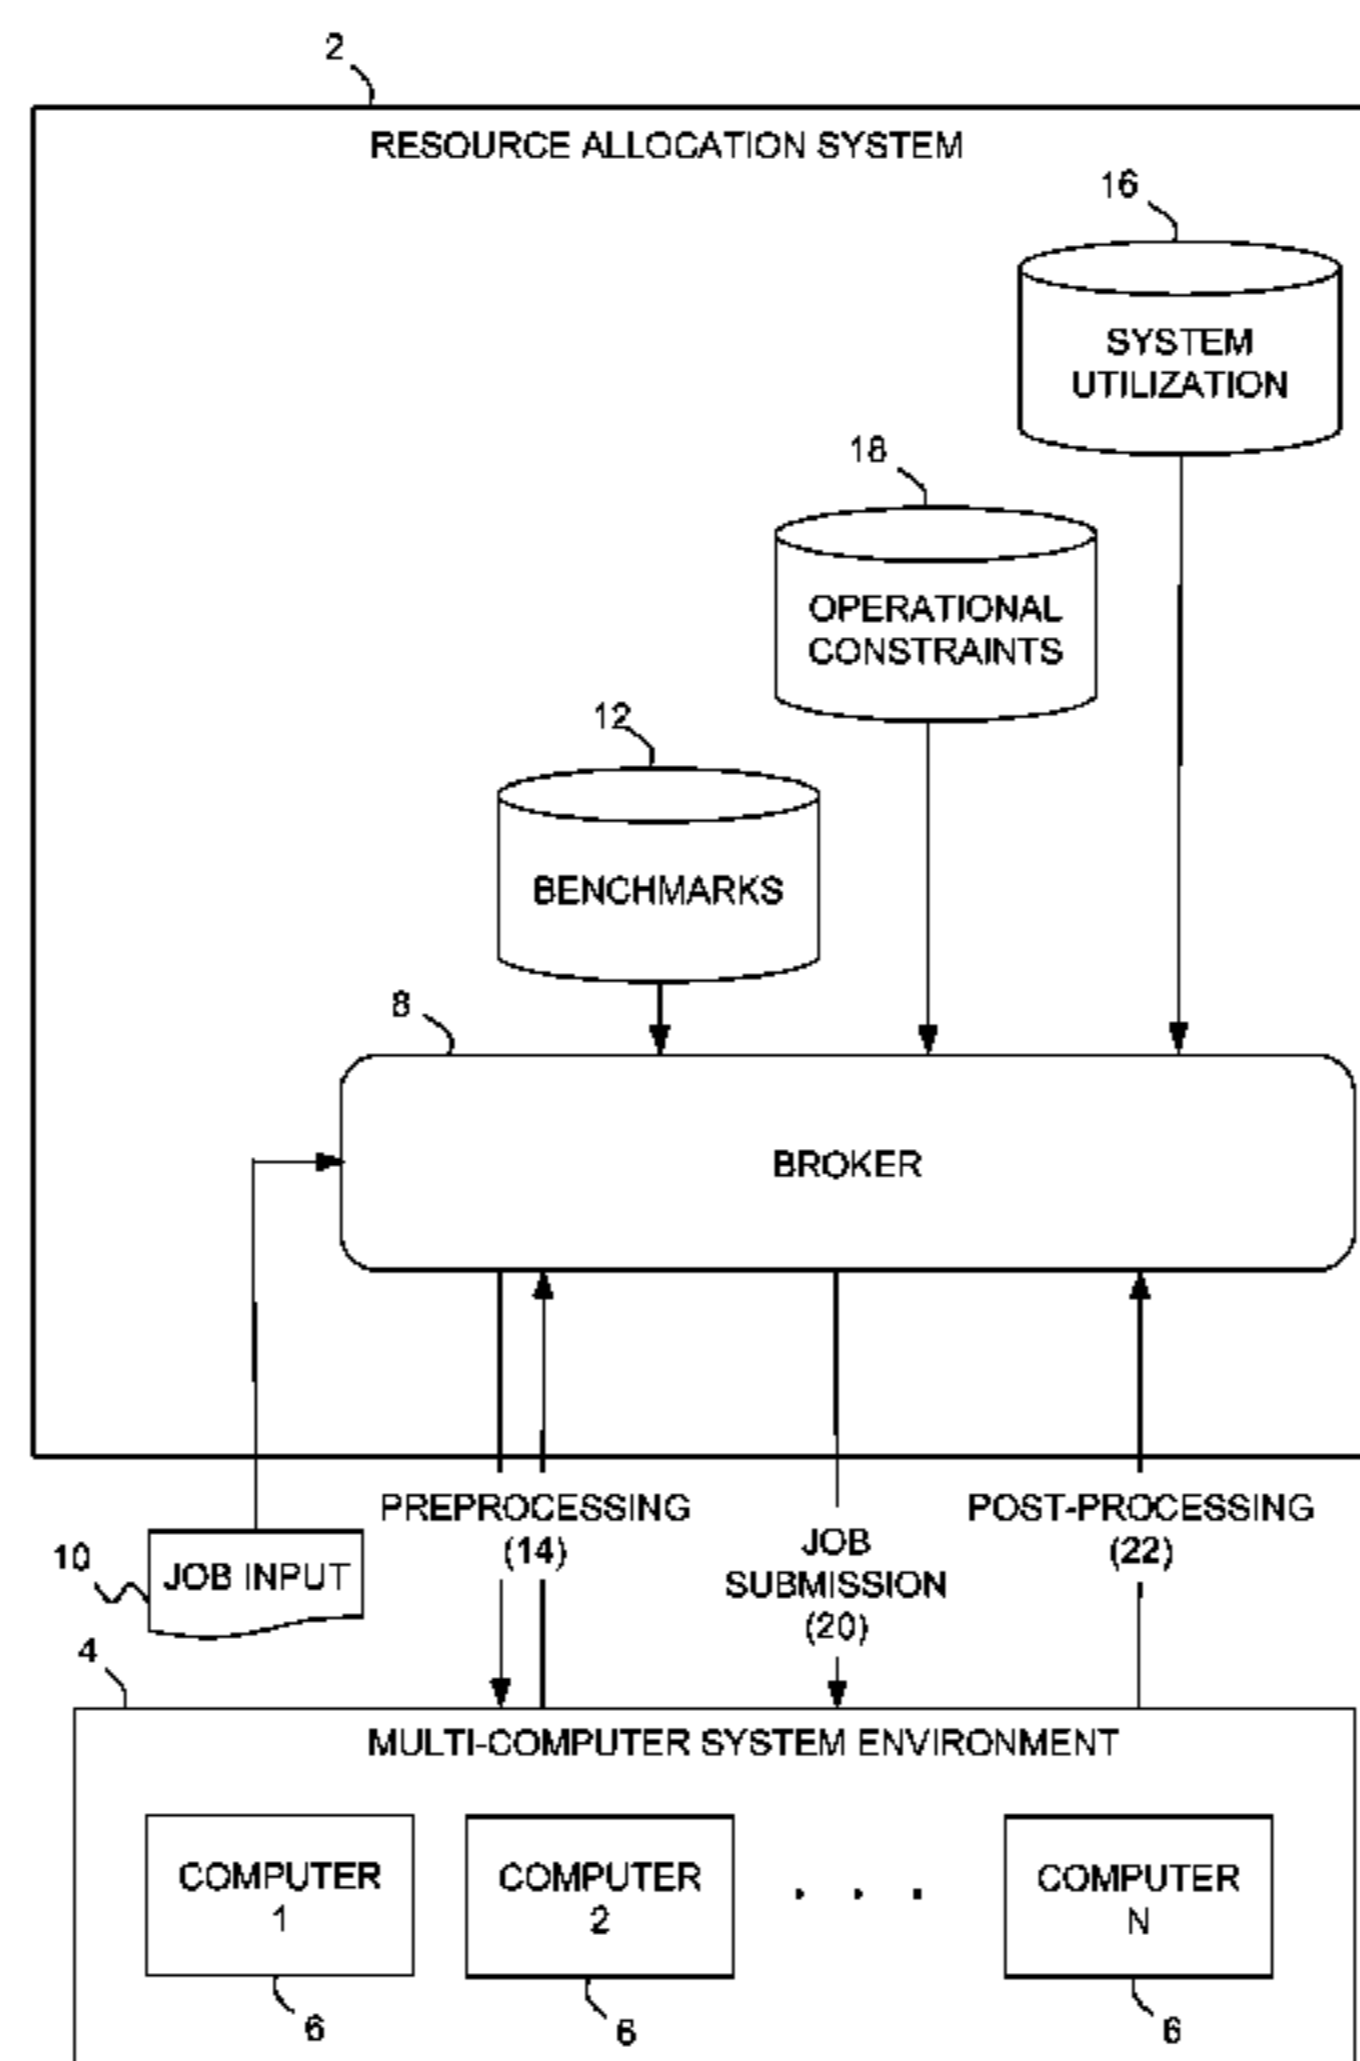 2
RESOURCE ALLOCATION SYSTEM
16
SYSTEM
UTILIZATION
18
OPERATIONAL
CONSTRAINTS
12
BENCHMARKS
8
BROKER
PREPROCESSING
(14)
JOB
SUBMISSION
(20)
POST-PROCESSING
(22)
10
JOB INPUT
4
MULTI-COMPUTER SYSTEM ENVIRONMENT
COMPUTER
1
COMPUTER
2
. . .
COMPUTER
N
6
6
6